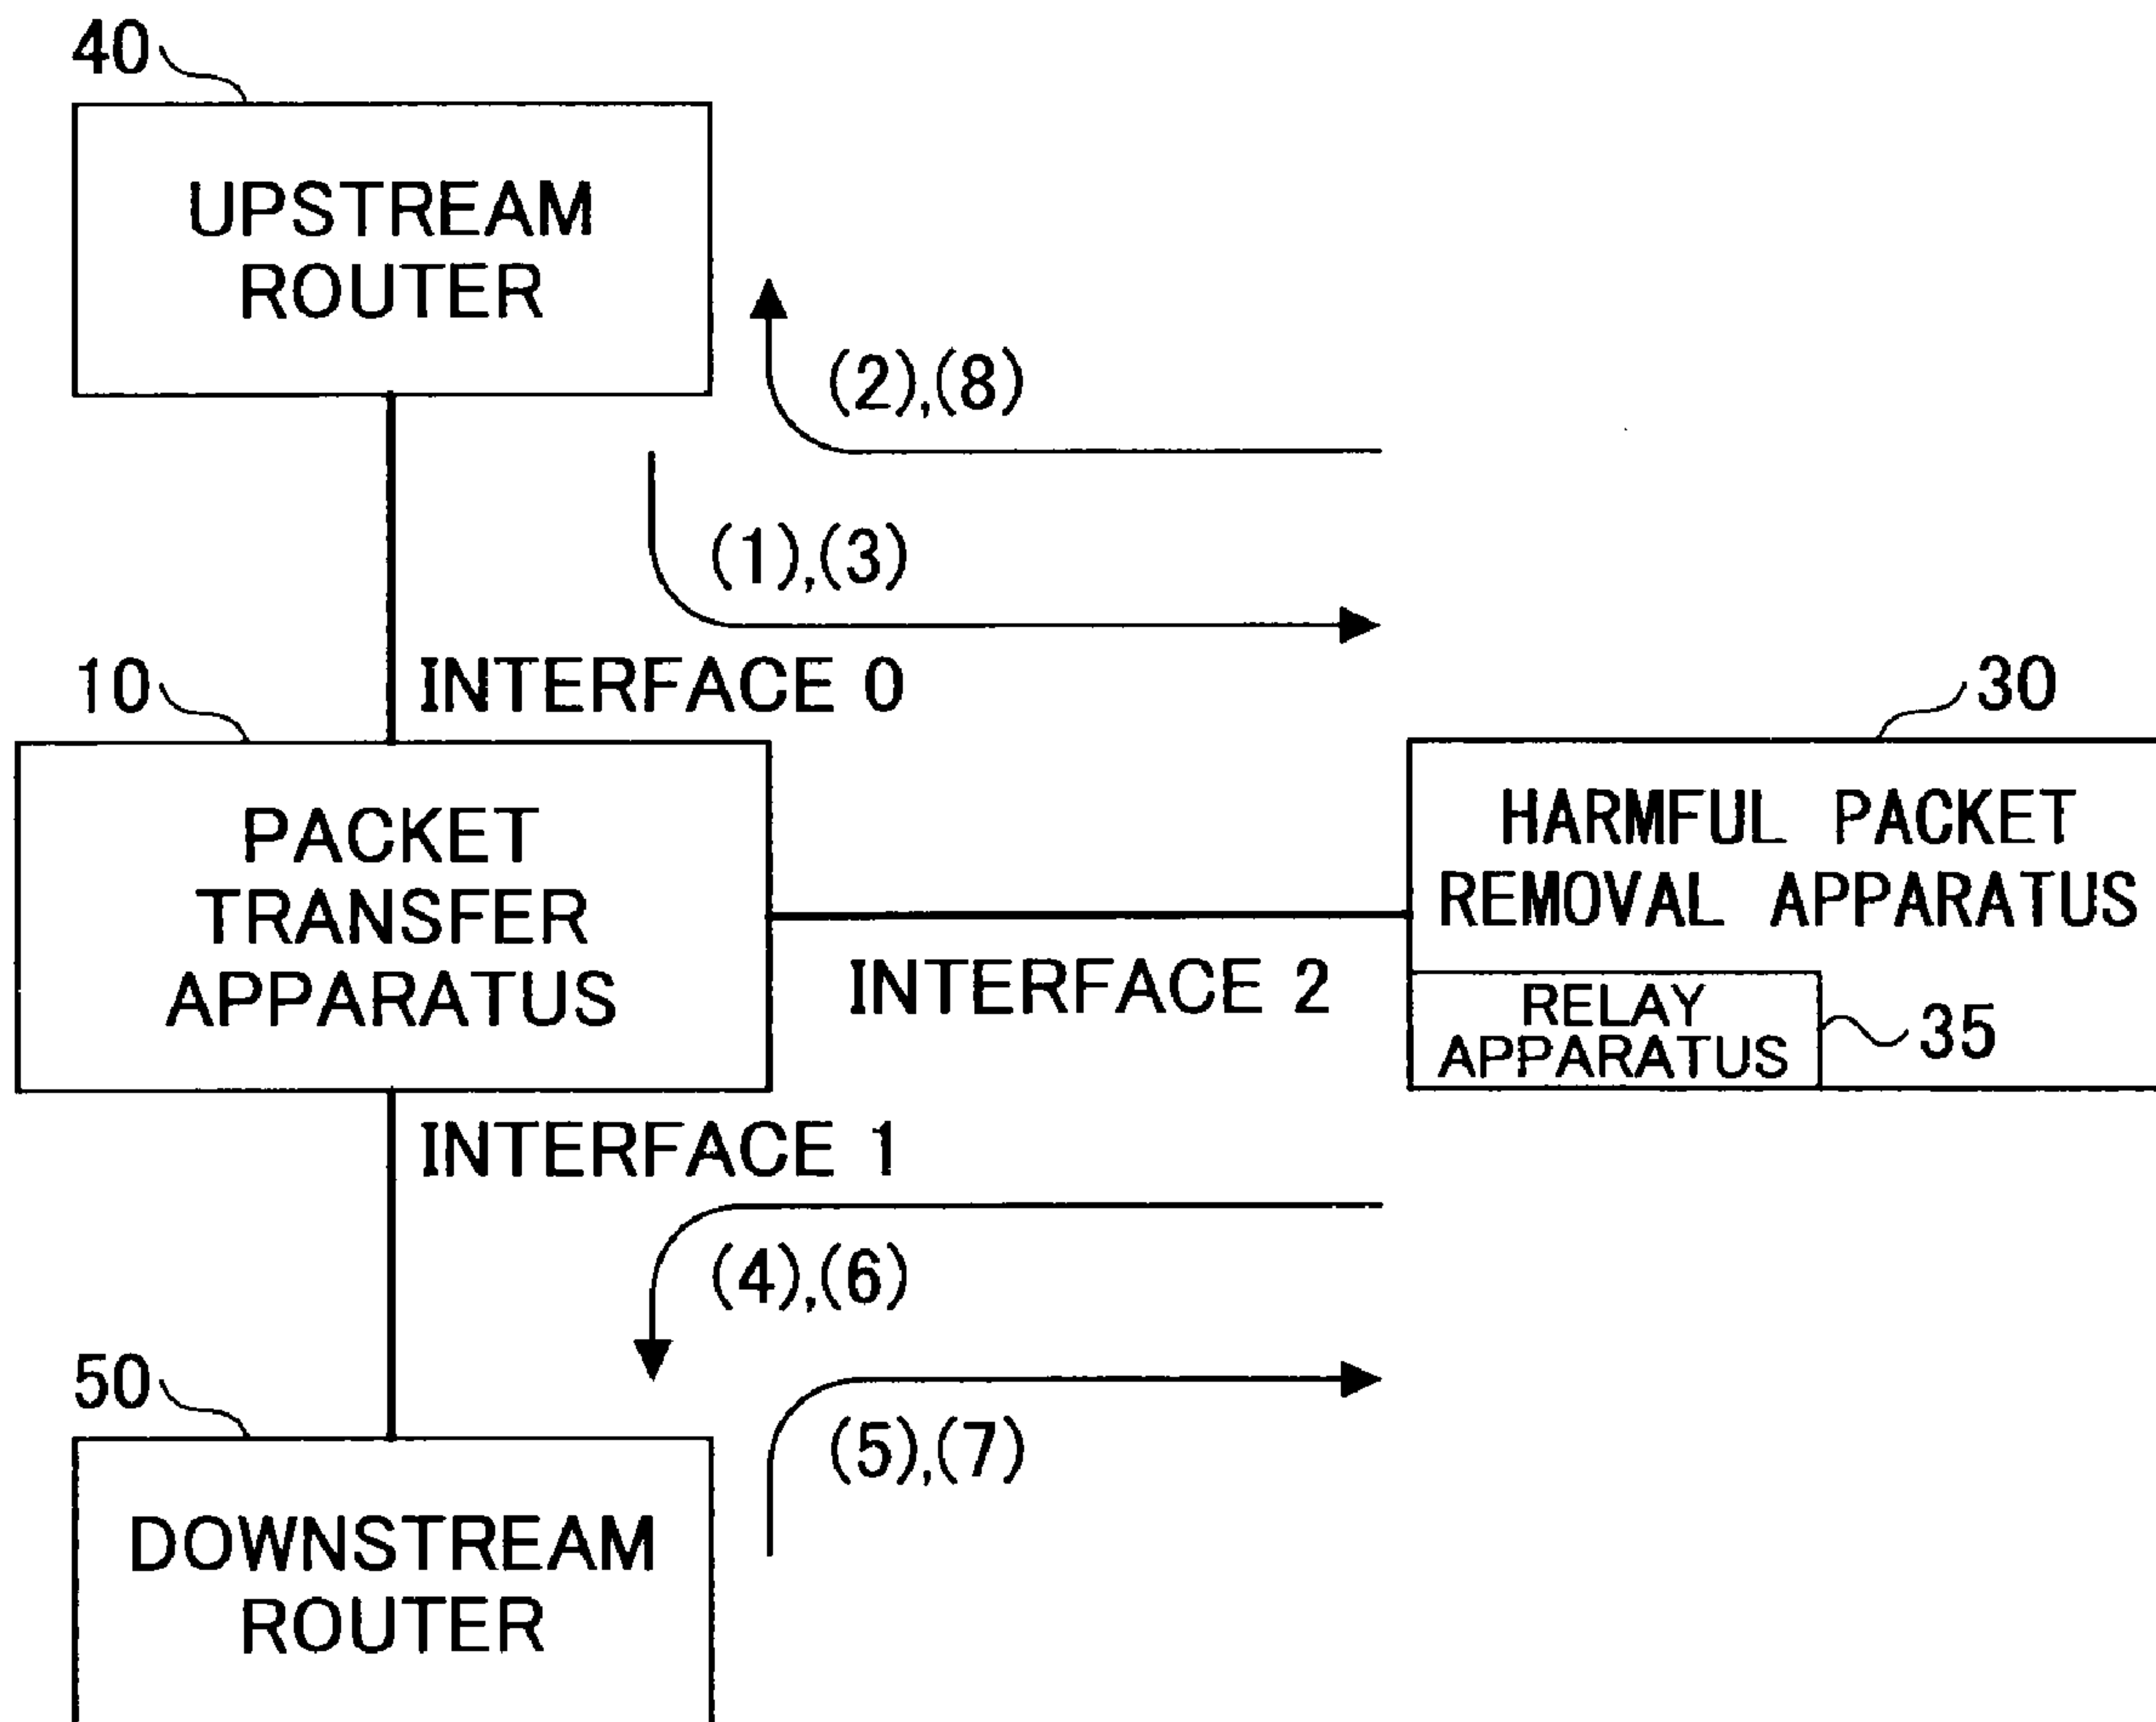 40
UPSTREAM
ROUTER
(2),(8)
(1),(3)
10
INTERFACE 0
30
PACKET
TRANSFER
APPARATUS
HARMFUL PACKET
REMOVAL APPARATUS
INTERFACE 2
RELAY
APPARATUS
35
INTERFACE 1
(4),(6)
50
(5),(7)
DOWNSTREAM
ROUTER